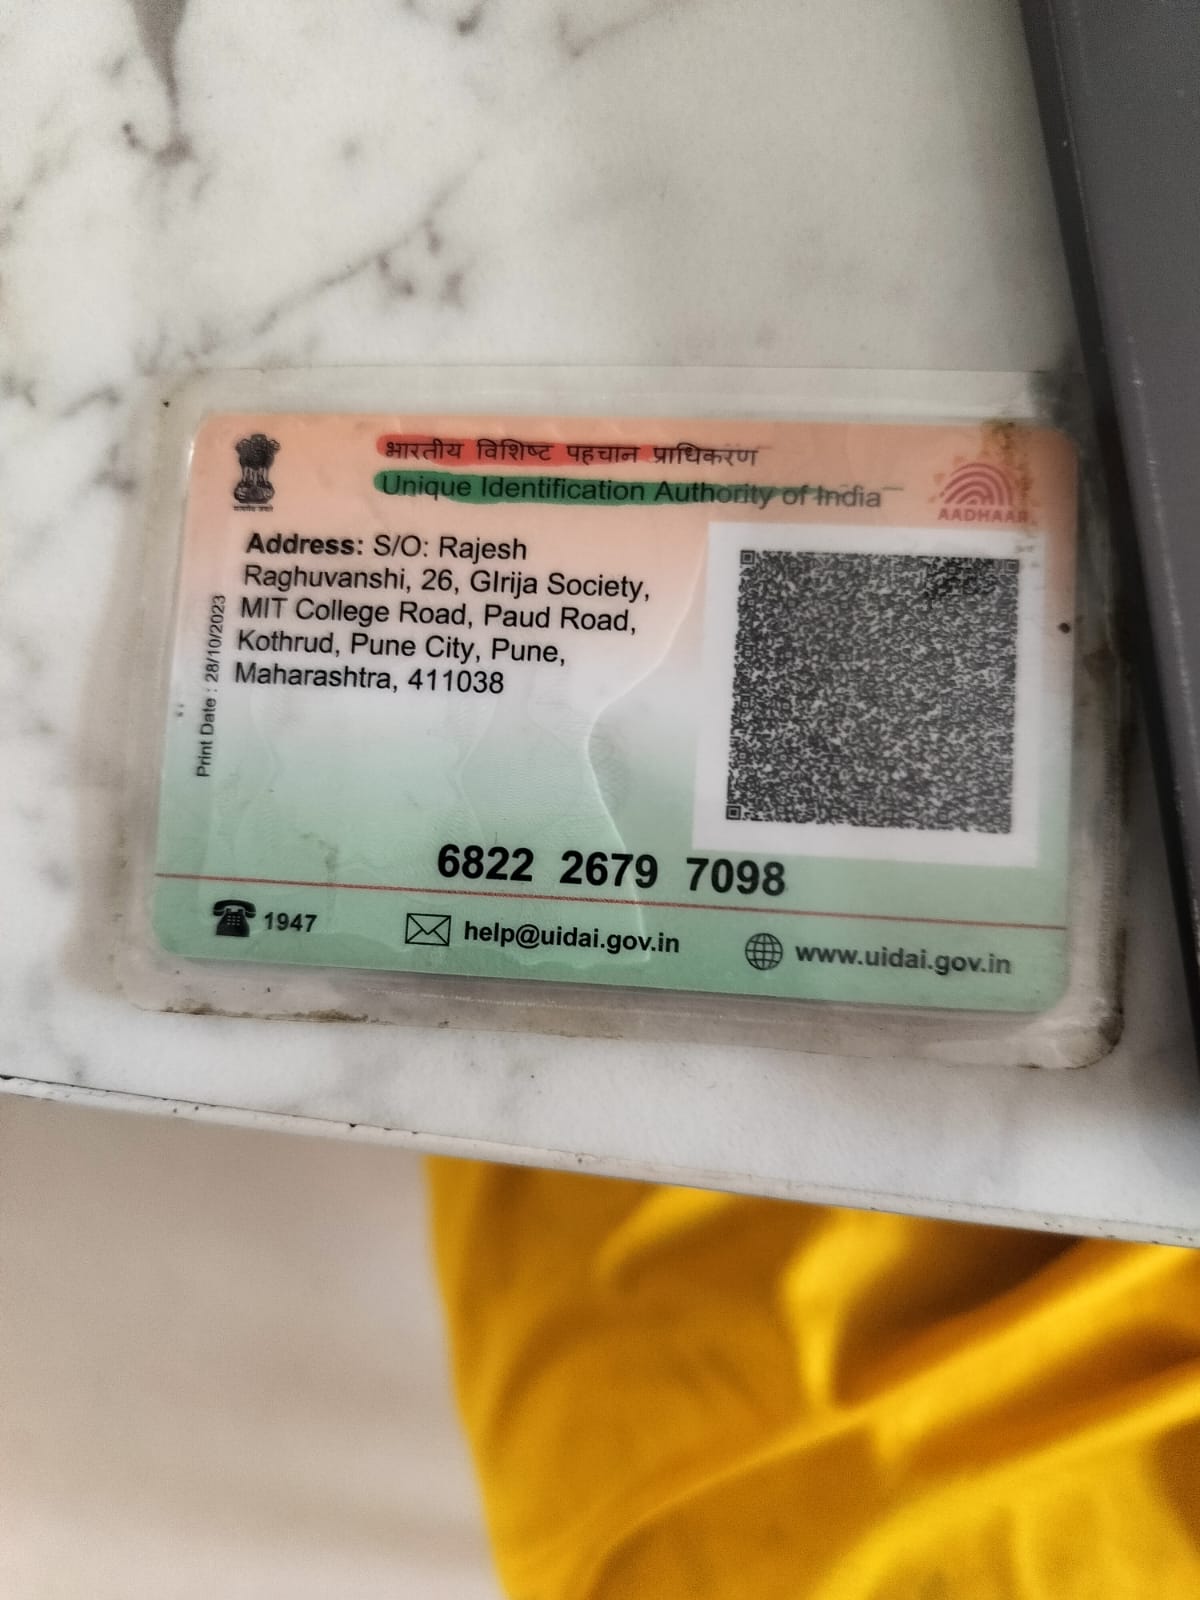 भारतीय विशिष्ट पहचान प्राधिकरण
Unique Identification Authority of India
AADHAAR
Address: S/O: Rajesh
Raghuvanshi, 26, GIrija Society,
MIT College Road, Paud Road,
Kothrud, Pune City, Pune,
Maharashtra, 411038
Print Date : 28/10/2023
6822 2679 7098
1947
help@uidai.gov.in
www.uidai.gov.in